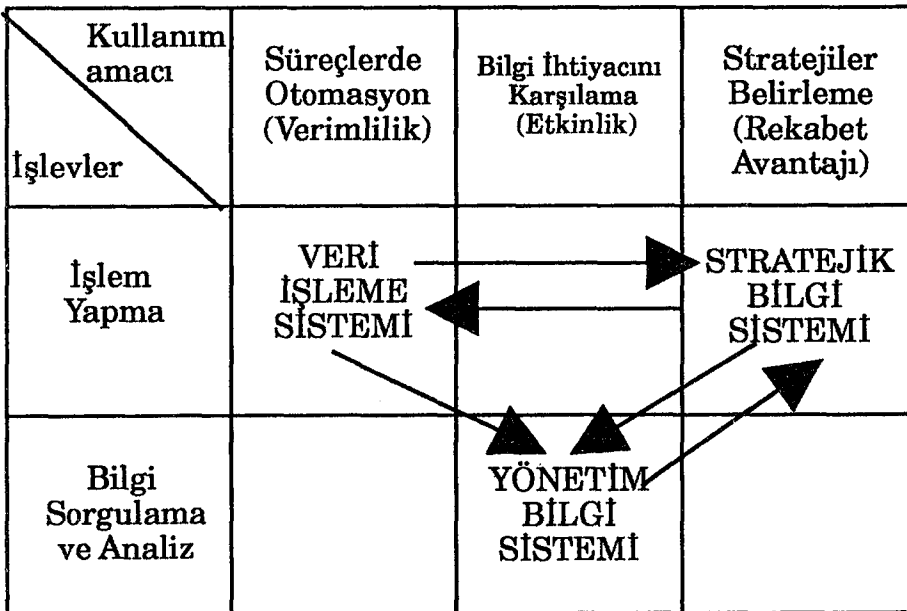 Kullanım
amacı
İşlevler
Süreçlerde
Otomasyon
(Verimlilik)
Bilgi İhtiyacını
Karşılama
(Etkinlik)
Stratejiler
Belirleme
(Rekabet
Avantajı)
İşlem
Yapma
VERİ
İŞLEME
SİSTEMİ
STRATEJİK
BİLGİ
SİSTEMİ
Bilgi
Sorgulama
ve Analiz
YÖNETİM
BİLGİ
SİSTEMİ